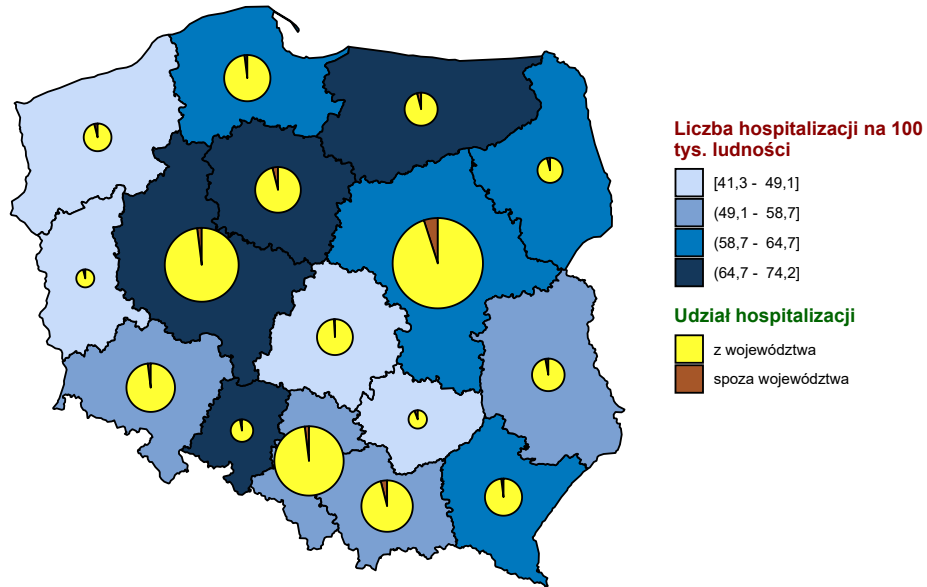 Liczba hospitalizacji na 100
tys. ludności
[41,3 - 49,1]
(49,1 - 58,7]
(58,7 - 64,7]
(64,7 - 74,2]
Udział hospitalizacji
z województwa
spoza województwa